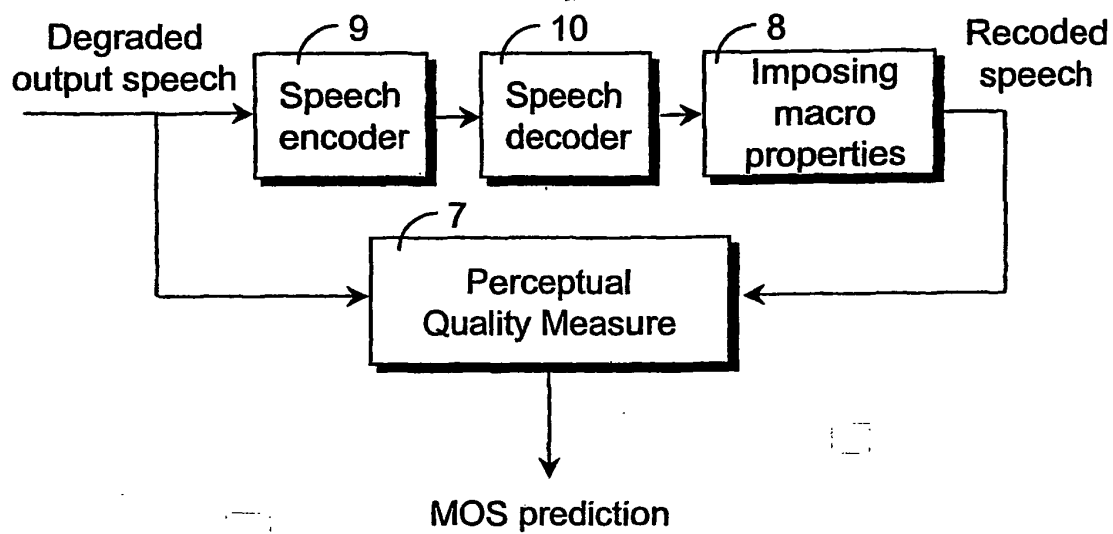 Degraded
output speech
9
Speech
encoder
10
Speech
decoder
8
Imposing
macro
properties
Recoded
speech
7
Perceptual
Quality Measure
MOS prediction